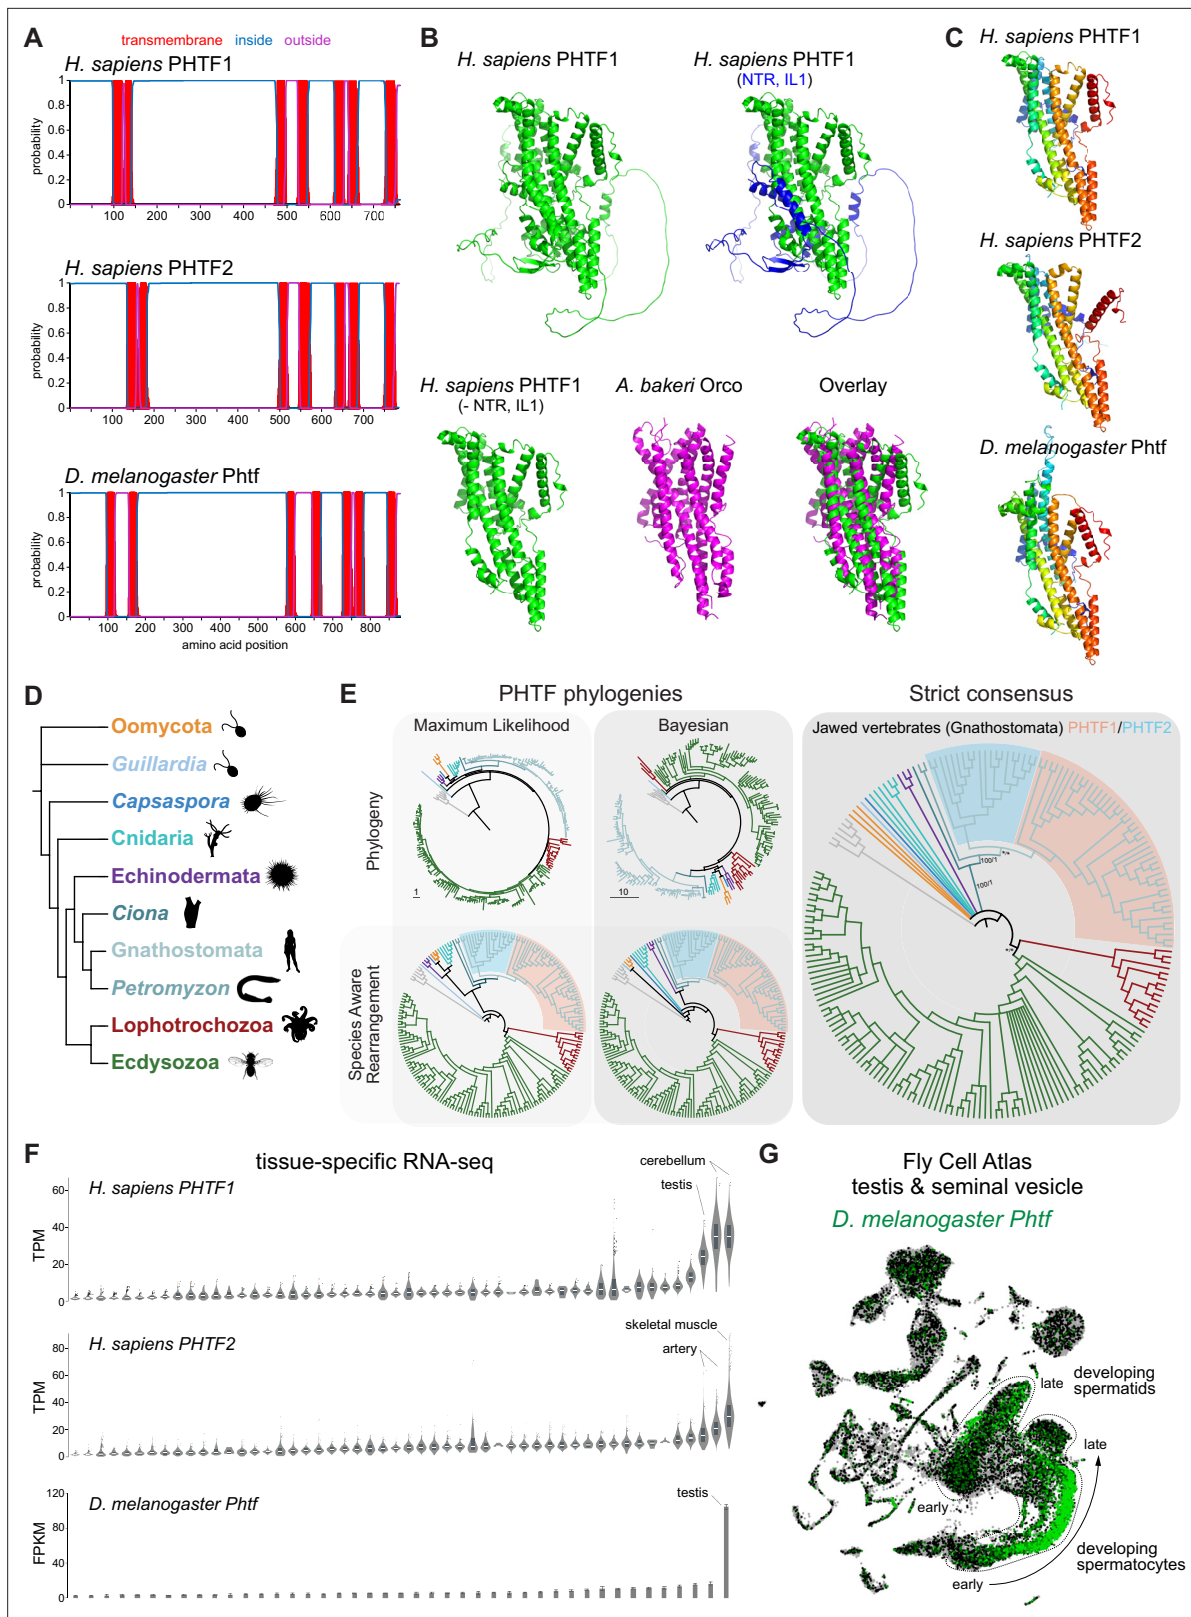 A
transmembrane inside outside
H. sapiens PHTF1
probability
1
0.8
0.6
0.4
0.2
0
100 200 300 400 500 600 700
H. sapiens PHTF2
probability
1
0.8
0.6
0.4
0.2
0
100 200 300 400 500 600 700
D. melanogaster Phtf
probability
1
0.8
0.6
0.4
0.2
0
100 200 300 400 500 600 700 800
amino acid position
B
H. sapiens PHTF1
H. sapiens PHTF1
(NTR, IL1)
H. sapiens PHTF1
(- NTR, IL1)
A. bakeri Orco
Overlay
C
H. sapiens PHTF1
H. sapiens PHTF2
D. melanogaster Phtf
D
Oomycota
Guillardia
Capsaspora
Cnidaria
Echinodermata
Ciona
Gnathostomata
Petromyzon
Lophotrochozoa
Ecdysozoa
E
PHTF phylogenies
Maximum Likelihood
Bayesian
Phylogeny
1
10
Species Aware
Rearrangement
Strict consensus
Jawed vertebrates (Gnathostomata) PHTF1/PHTF2
100/1
*/*
100/1
*/*
F
tissue-specific RNA-seq
H. sapiens PHTF1
TPM
60
40
20
0
testis
cerebellum
H. sapiens PHTF2
TPM
80
60
40
20
0
skeletal muscle
artery
D. melanogaster Phtf
FPKM
120
80
40
0
testis
G
Fly Cell Atlas
testis & seminal vesicle
D. melanogaster Phtf
late
developing
spermatids
late
early
developing
spermatocytes
early